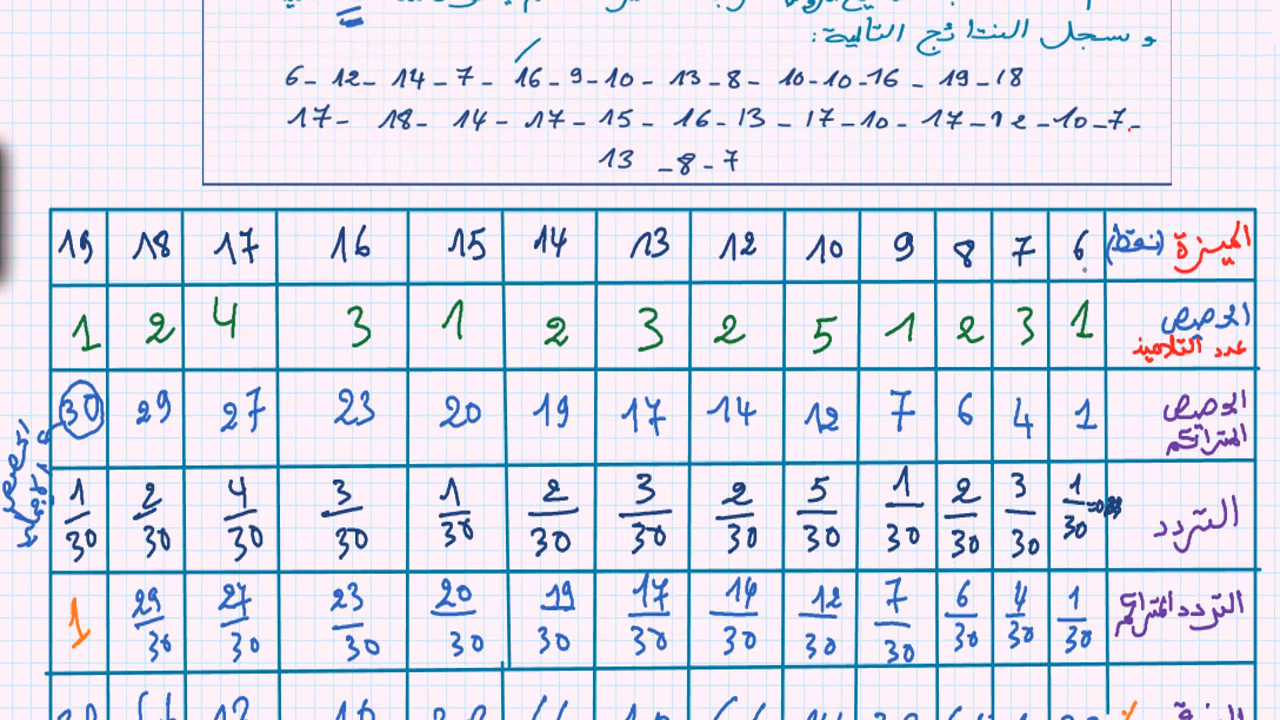 و سجل النتائج التالية:
6 - 12 - 14 - 7 - 16 - 9 - 10 - 13 - 8 - 10 - 10 - 16 - 19 - 18
17 - 18 - 14 - 17 - 15 - 16 - 13 - 17 - 10 - 17 - 12 - 10 - 7 -
13 - 8 - 7
19 18 17 16 15 14 13 12 10 9 8 7 6 الميزة (نقط)
1 2 4 3 1 2 3 2 5 1 2 3 1 الحصيص
عدد التلاميذ
30 29 27 23 20 19 17 14 12 7 6 4 1 الحصيص
المتراكم
1/30 2/30 4/30 3/30 1/30 2/30 3/30 2/30 5/30 1/30 2/30 3/30 1/30 التردد
1 29/30 27/30 23/30 20/30 19/30 17/30 14/30 12/30 7/30 6/30 4/30 1/30 التردد المتراكم